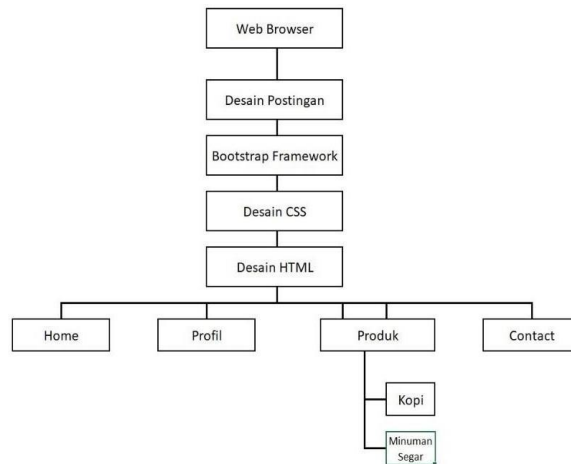 Web Browser
Desain Postingan
Bootstrap Framework
Desain CSS
Desain HTML
Home
Profil
Produk
Contact
Kopi
Minuman
Segar